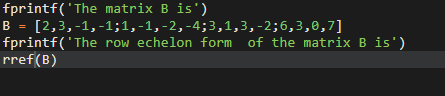 fprintf('The matrix B is')
B = [2,3,-1,-1;1,-1,-2,-4;3,1,3,-2;6,3,0,7]
fprintf('The row echelon form  of the matrix B is')
rref(B)